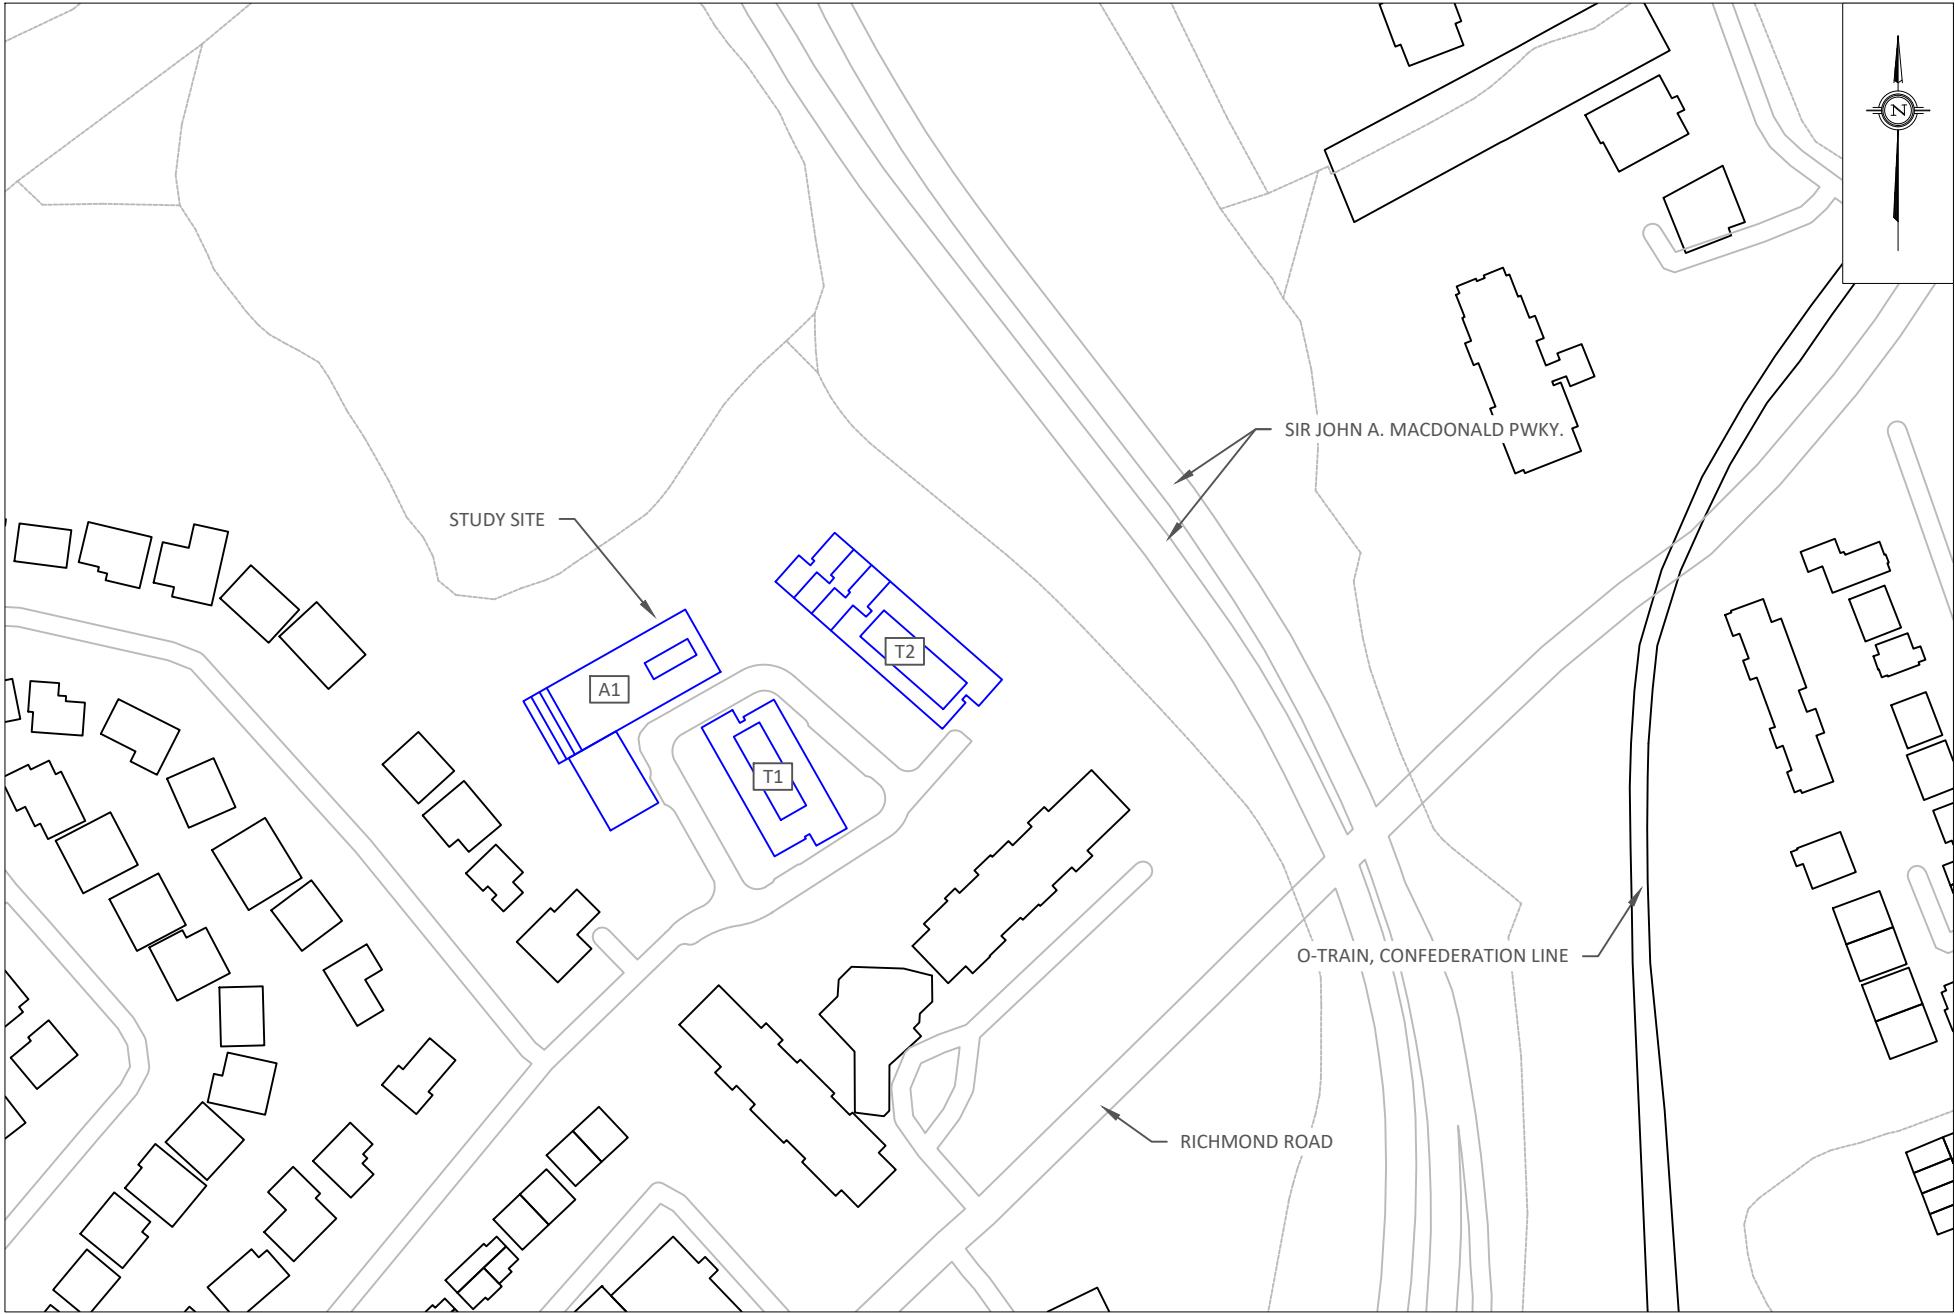 N
SIR JOHN A. MACDONALD PWKY.
STUDY SITE
T2
A1
T1
O-TRAIN, CONFEDERATION LINE
RICHMOND ROAD